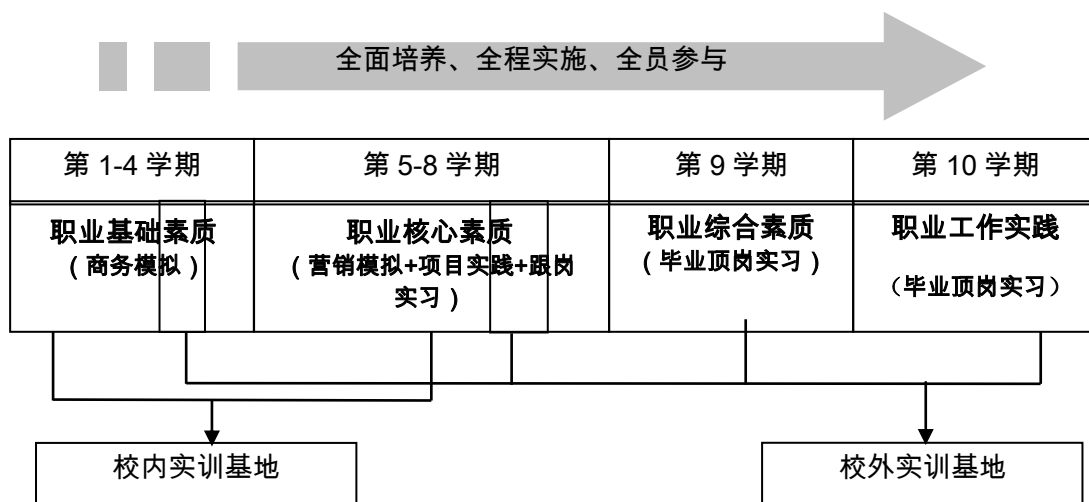 全面培养、全程实施、全员参与
第 1-4 学期
第 5-8 学期
第 9 学期
第 10 学期
职业基础素质
（商务模拟）
职业核心素质
（营销模拟+项目实践+跟岗
实习）
职业综合素质
（毕业顶岗实习）
职业工作实践
（毕业顶岗实习）
校内实训基地
校外实训基地